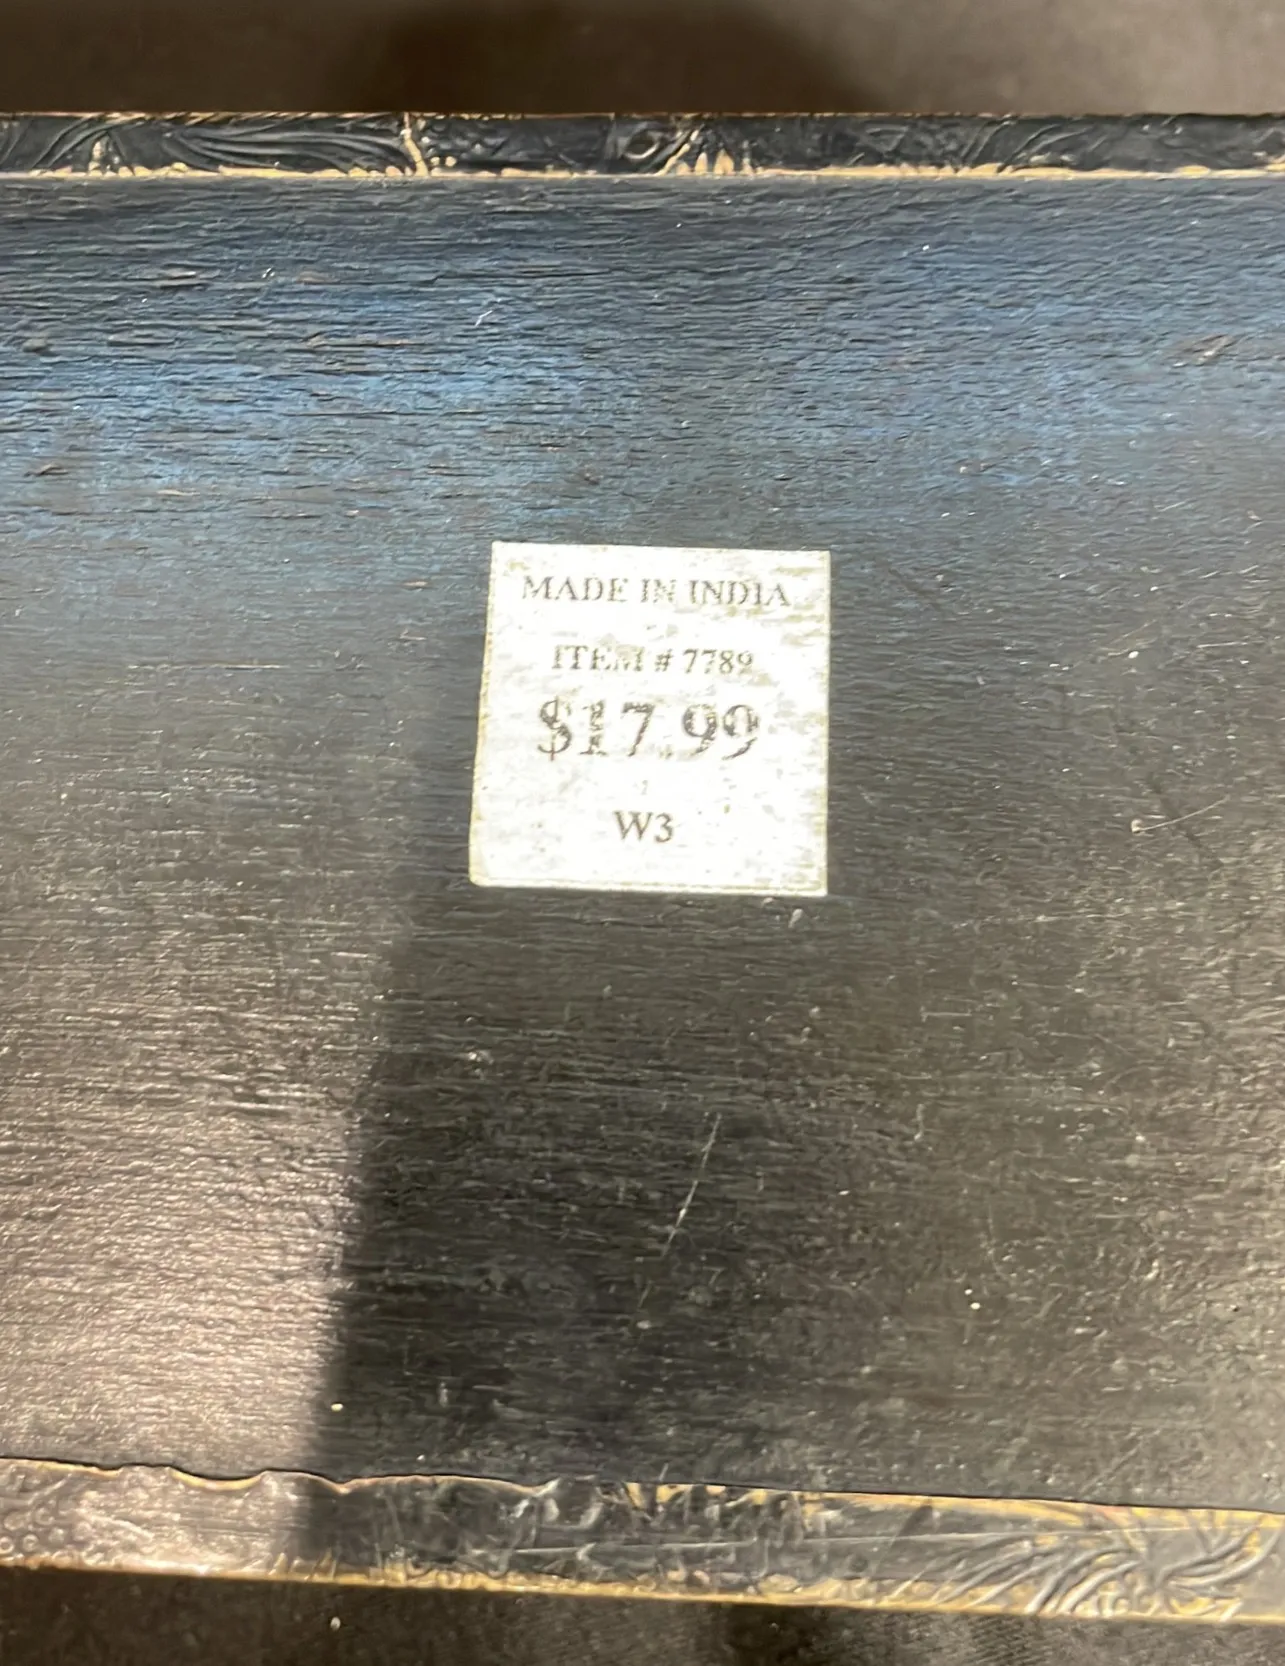 MADE IN INDIA
ITEM # 7789
$17.99
W3